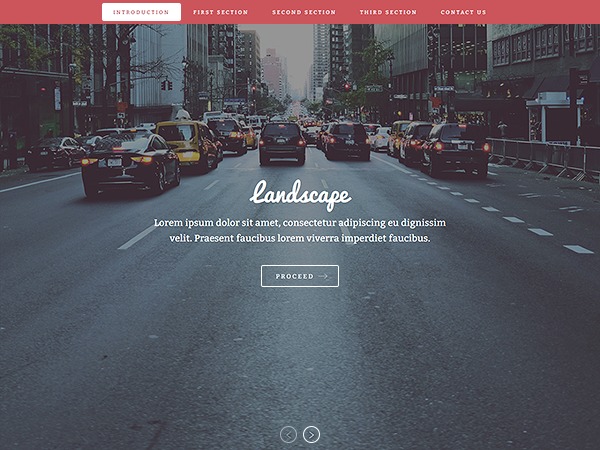 INTRODUCTION
FIRST SECTION
SECOND SECTION
THIRD SECTION
CONTACT US
Landscape
Lorem ipsum dolor sit amet, consectetur adipiscing eu dignissim
velit. Praesent faucibus lorem viverra imperdiet faucibus.
PROCEED